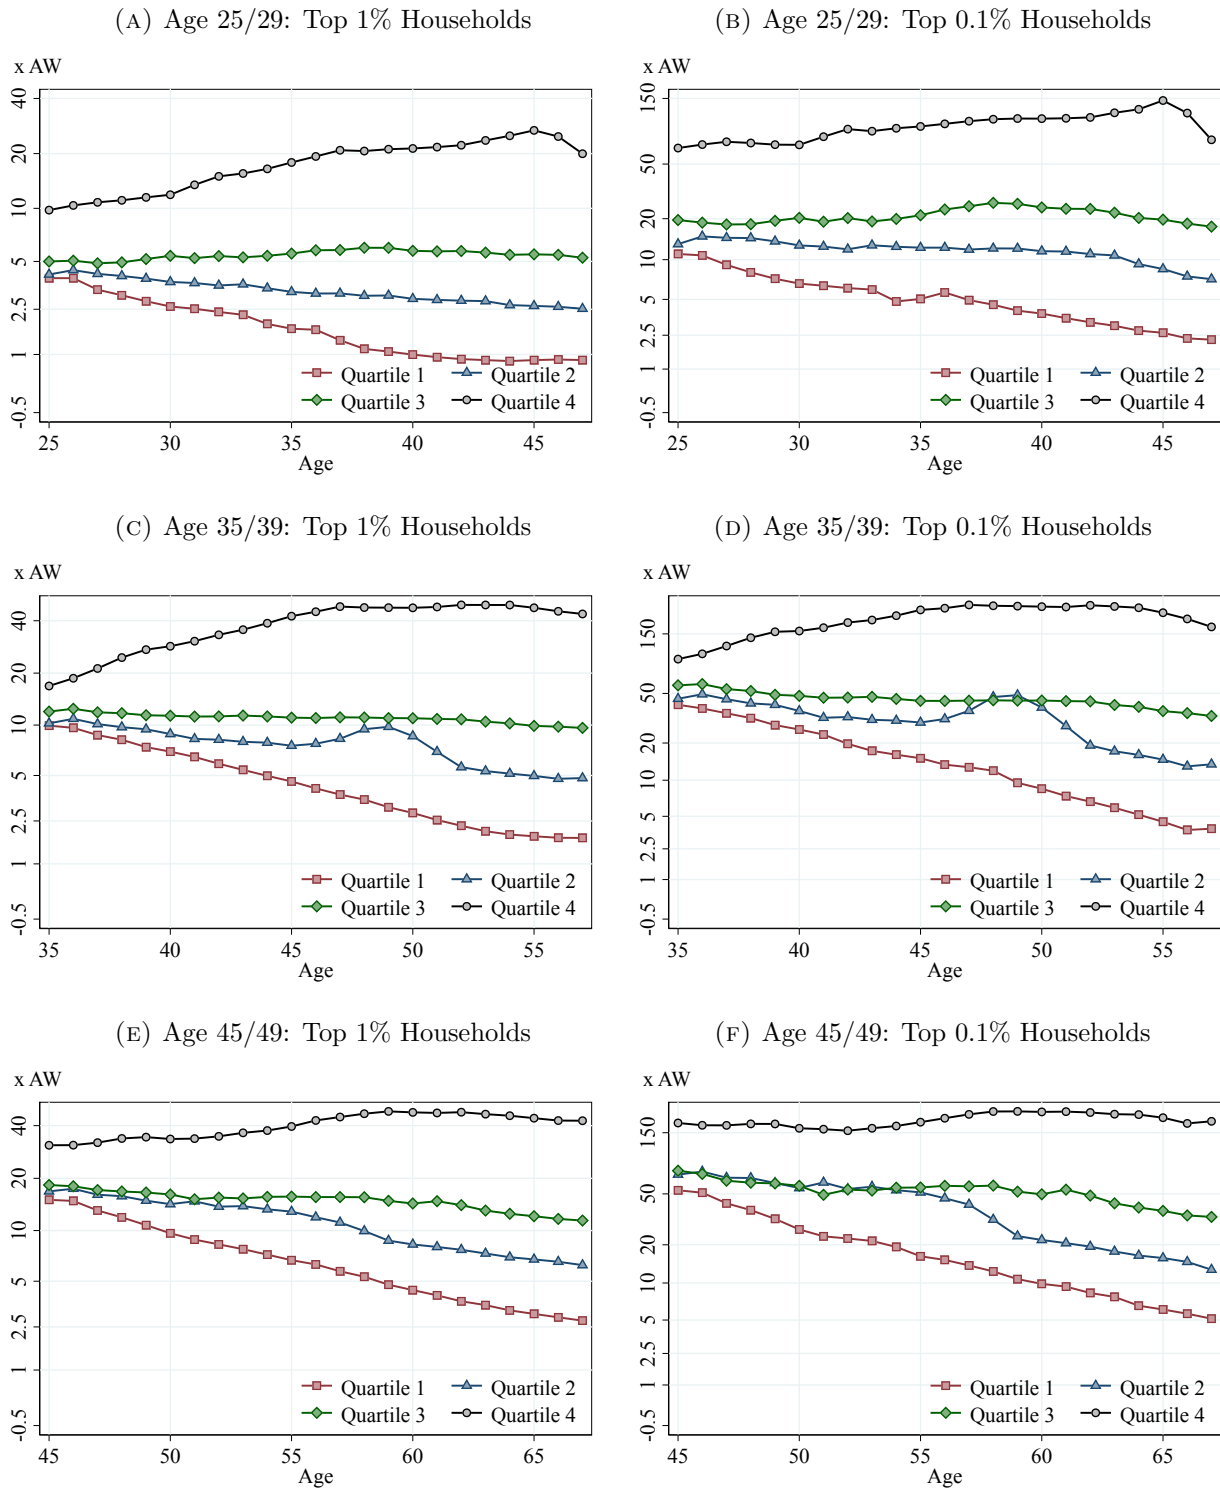 (A) Age 25/29: Top 1% Households
x AW
40
20
10
5
2.5
1
-0.5
25 30 35 40 45
Age
Quartile 1 Quartile 2
Quartile 3 Quartile 4
(B) Age 25/29: Top 0.1% Households
x AW
150
50
20
10
5
2.5
1
-0.5
25 30 35 40 45
Age
Quartile 1 Quartile 2
Quartile 3 Quartile 4
(C) Age 35/39: Top 1% Households
x AW
40
20
10
5
2.5
1
-0.5
35 40 45 50 55
Age
Quartile 1 Quartile 2
Quartile 3 Quartile 4
(D) Age 35/39: Top 0.1% Households
x AW
150
50
20
10
5
2.5
1
-0.5
35 40 45 50 55
Age
Quartile 1 Quartile 2
Quartile 3 Quartile 4
(E) Age 45/49: Top 1% Households
x AW
40
20
10
5
2.5
1
-0.5
45 50 55 60 65
Age
Quartile 1 Quartile 2
Quartile 3 Quartile 4
(F) Age 45/49: Top 0.1% Households
x AW
150
50
20
10
5
2.5
1
-0.5
45 50 55 60 65
Age
Quartile 1 Quartile 2
Quartile 3 Quartile 4